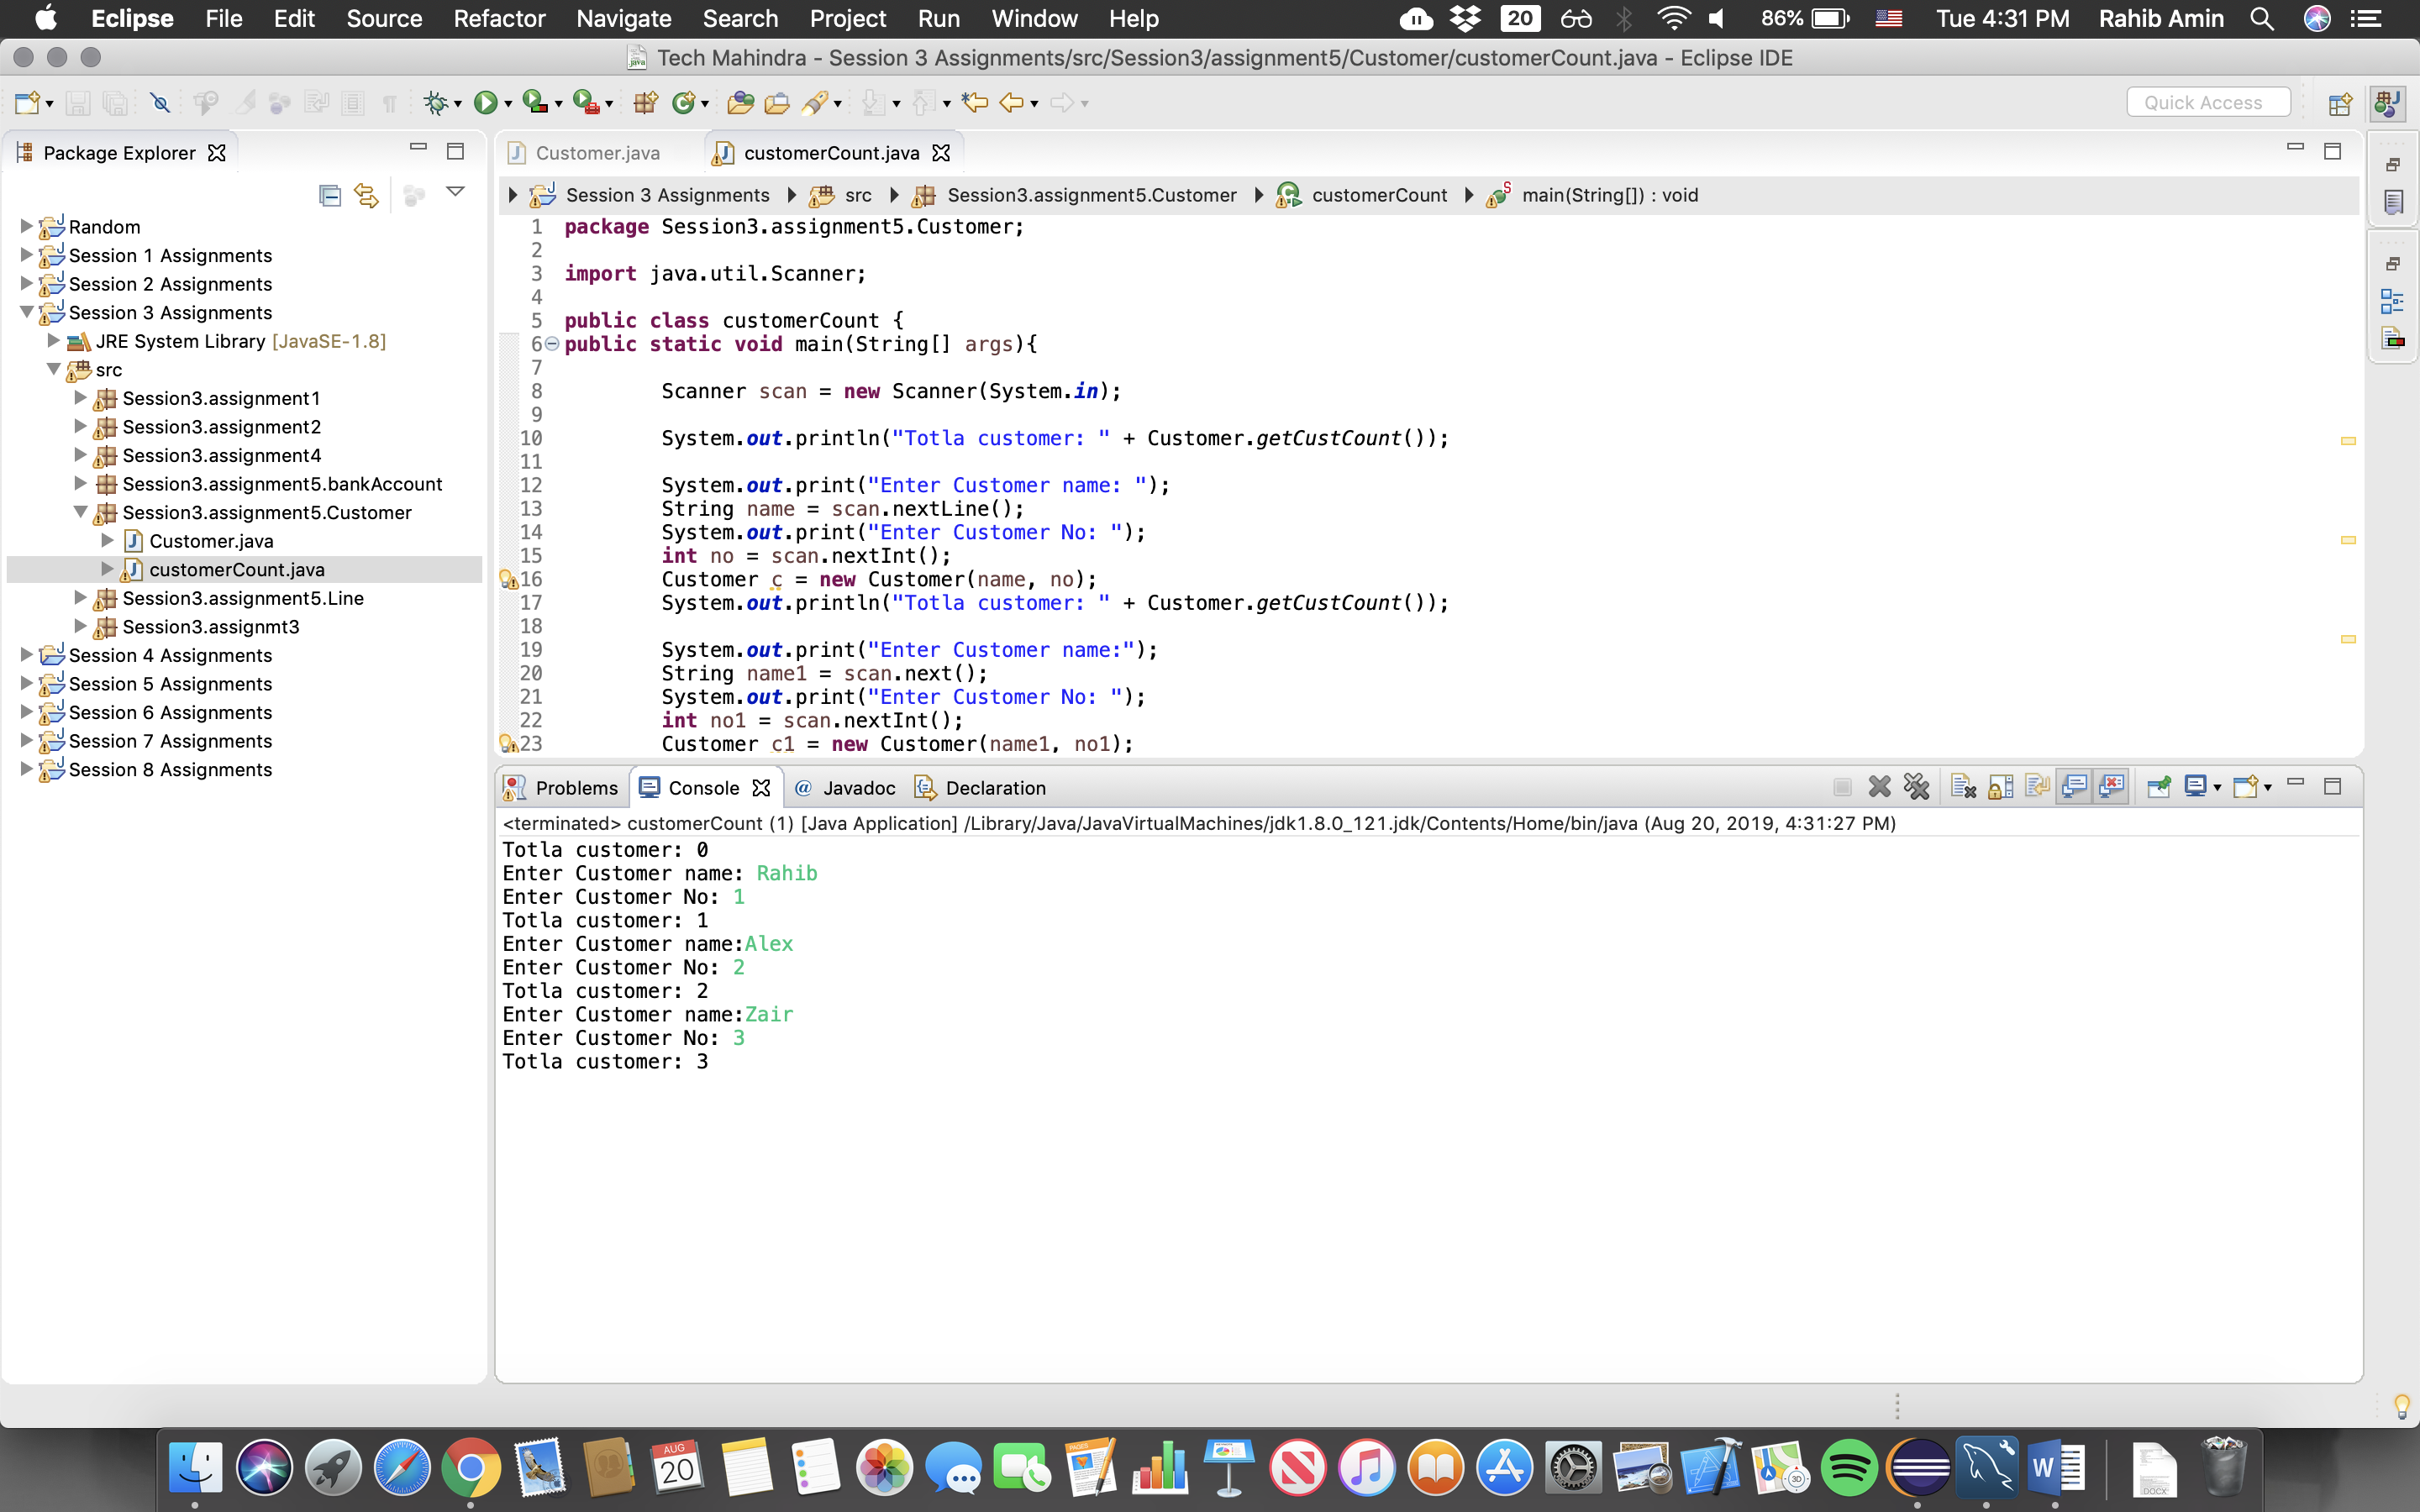 Eclipse File Edit Source Refactor Navigate Search Project Run Window Help 20 86% Tue 4:31 PM Rahib Amin
Tech Mahindra - Session 3 Assignments/src/Session3/assignment5/Customer/customerCount.java - Eclipse IDE
Quick Access
Package Explorer
Random
Session 1 Assignments
Session 2 Assignments
Session 3 Assignments
JRE System Library [JavaSE-1.8]
src
Session3.assignment1
Session3.assignment2
Session3.assignment4
Session3.assignment5.bankAccount
Session3.assignment5.Customer
Customer.java
customerCount.java
Session3.assignment5.Line
Session3.assignmt3
Session 4 Assignments
Session 5 Assignments
Session 6 Assignments
Session 7 Assignments
Session 8 Assignments
Customer.java customerCount.java
Session 3 Assignments src Session3.assignment5.Customer customerCount main(String[]) : void
1 package Session3.assignment5.Customer;
2
3 import java.util.Scanner;
4
5 public class customerCount {
6 public static void main(String[] args){
7
8 Scanner scan = new Scanner(System.in);
9
10 System.out.println("Totla customer: " + Customer.getCustCount());
11
12 System.out.print("Enter Customer name: ");
13 String name = scan.nextLine();
14 System.out.print("Enter Customer No: ");
15 int no = scan.nextInt();
16 Customer c = new Customer(name, no);
17 System.out.println("Totla customer: " + Customer.getCustCount());
18
19 System.out.print("Enter Customer name:");
20 String name1 = scan.next();
21 System.out.print("Enter Customer No: ");
22 int no1 = scan.nextInt();
23 Customer c1 = new Customer(name1, no1);
Problems Console Javadoc Declaration
<terminated> customerCount (1) [Java Application] /Library/Java/JavaVirtualMachines/jdk1.8.0_121.jdk/Contents/Home/bin/java (Aug 20, 2019, 4:31:27 PM)
Totla customer: 0
Enter Customer name: Rahib
Enter Customer No: 1
Totla customer: 1
Enter Customer name:Alex
Enter Customer No: 2
Totla customer: 2
Enter Customer name:Zair
Enter Customer No: 3
Totla customer: 3
AUG
20
PAGES
3D
W
DOCX